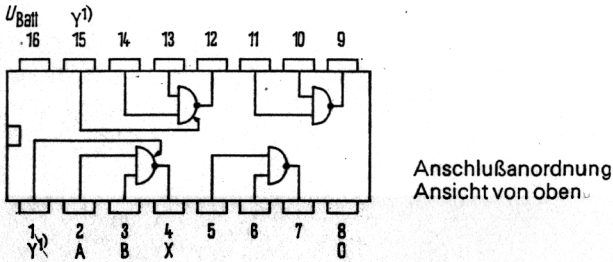 U_Batt Y¹⁾
16 15 14 13 12 11 10 9
Anschlußanordnung
Ansicht von oben
1 2 3 4 5 6 7 8
Y¹⁾ A B X 0